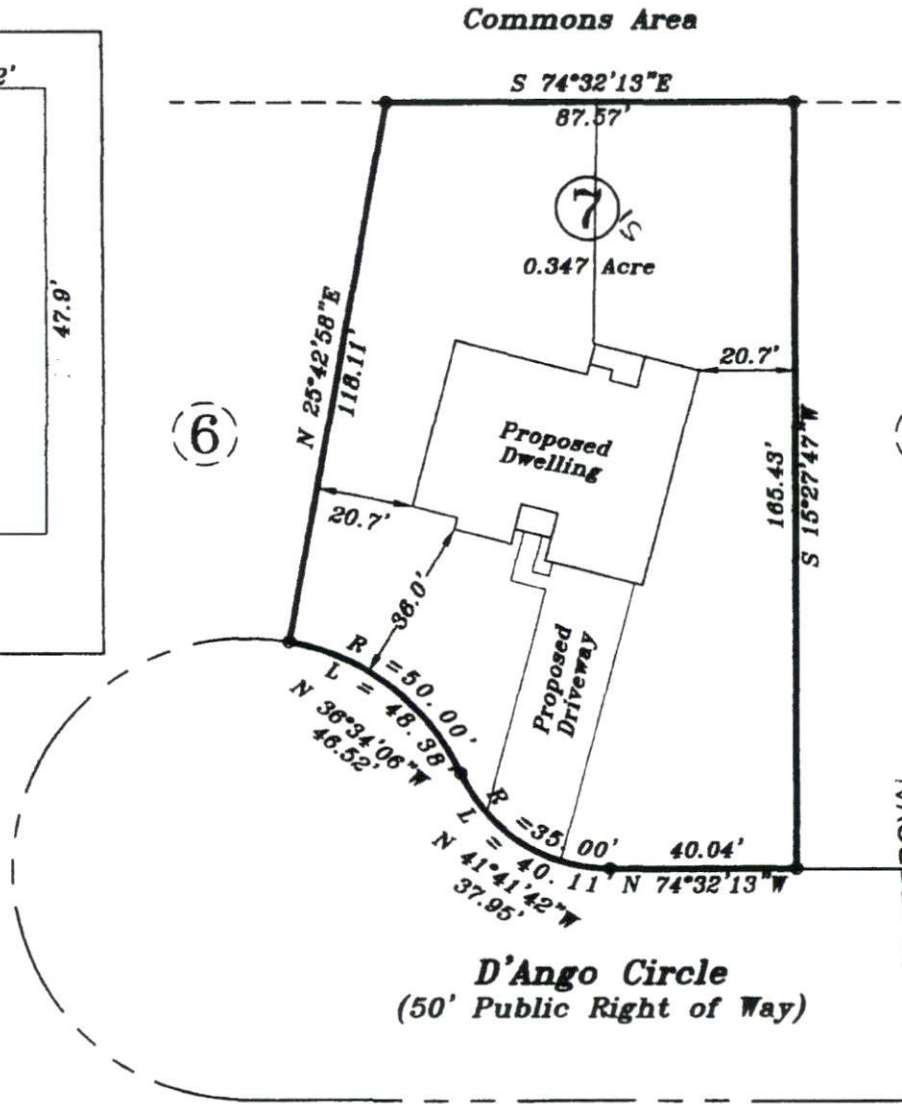 Commons Area
S 74°32'13"E
87.57'
2'
7
0.347 Acre
47.9'
N 25°42'58"E
118.11'
20.7'
6
Proposed
Dwelling
165.43'
S 15°27'47"W
20.7'
36.0'
Proposed
Driveway
R =50.00'
L = 48.38'
N 36°34'06"W
46.52'
R =35.00'
L = 40.11'
N 41°41'42"W
37.95'
40.04'
N 74°32'13"W
D'Ango Circle
(50' Public Right of Way)